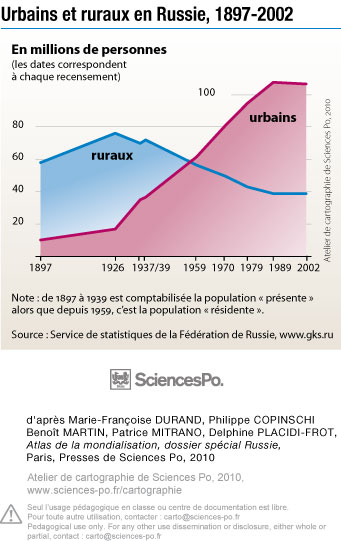 Urbains et ruraux en Russie, 1897-2002
En millions de personnes
(les dates correspondent
à chaque recensement)
100
80
60
40
20
urbains
ruraux
1897 1926 1937/39 1959 1970 1979 1989 2002
Atelier de cartographie de Sciences Po, 2010
Note : de 1897 à 1939 est comptabilisée la population « présente »
alors que depuis 1959, c'est la population « résidente ».
Source : Service de statistiques de la Fédération de Russie, www.gks.ru
SciencesPo.
d'après Marie-Françoise DURAND, Philippe COPINSCHI
Benoît MARTIN, Patrice MITRANO, Delphine PLACIDI-FROT,
Atlas de la mondialisation, dossier spécial Russie,
Paris, Presses de Sciences Po, 2010
Atelier de cartographie de Sciences Po, 2010,
www.sciences-po.fr/cartographie
Seul l'usage pédagogique en classe ou centre de documentation est libre.
Pour toute autre utilisation, contacter : carto@sciences-po.fr
Pedagogical use only. For any other use dissemination or disclosure, either whole or
partial, contact : carto@sciences-po.fr